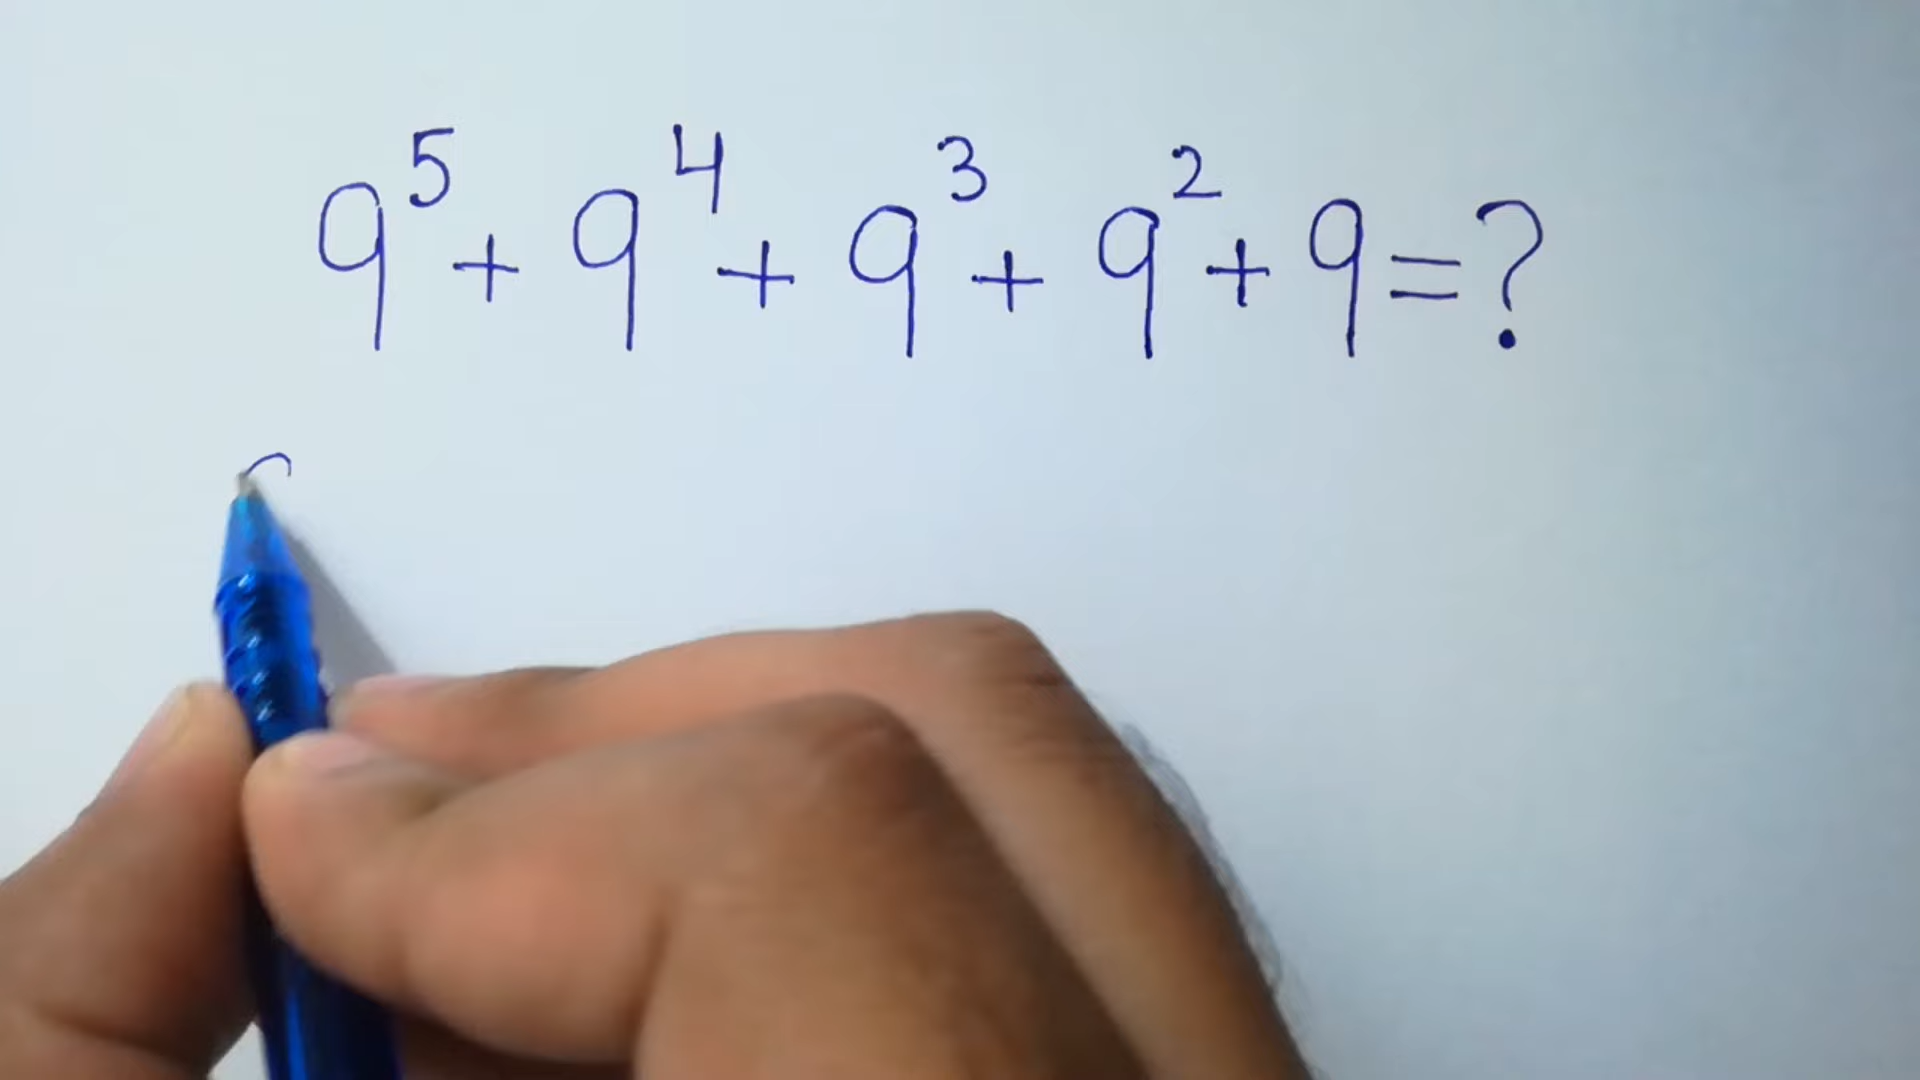 9⁵ + 9⁴ + 9³ + 9² + 9 = ?